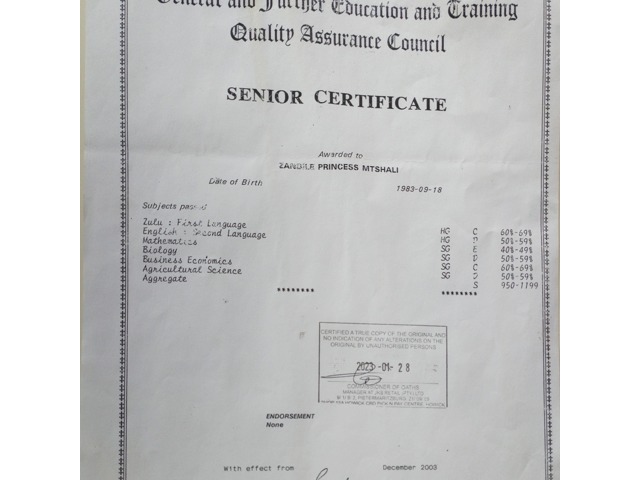 General and Further Education and Training
Quality Assurance Council
SENIOR CERTIFICATE
Awarded to
ZANDILE PRINCESS MTSHALI
Date of Birth 1983-09-18
Subjects passed
Zulu : First Language HG C 60%-69%
English : Second Language HG D 50%-59%
Mathematics SG E 40%-49%
Biology SG D 50%-59%
Business Economics SG C 60%-69%
Agricultural Science SG D 50%-59%
Aggregate S 950-1199
******** ********
CERTIFIED A TRUE COPY OF THE ORIGINAL AND
NO INDICATION OF ANY ALTERATIONS ON THE
ORIGINAL BY UNAUTHORISED PERSONS
2023 -01- 28
COMMISSIONER OF OATHS
MANAGER AT
ENDORSEMENT
None
With effect from December 2003